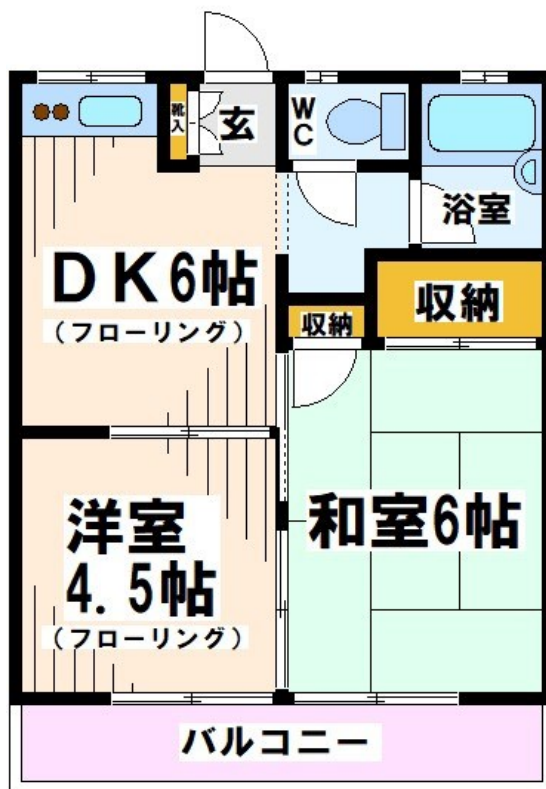 靴入
玄
WC
浴室
DK6帖
(フローリング)
収納
収納
洋室
4.5帖
(フローリング)
和室6帖
バルコニー